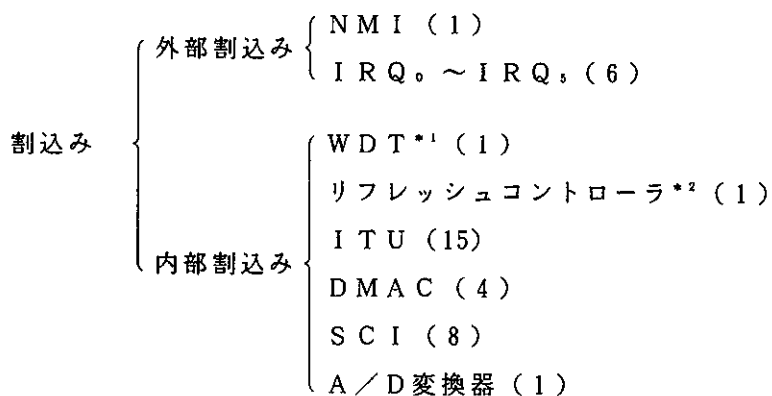 割込み
外部割込み
NMI(1)
IRQ₀~IRQ₅(6)
内部割込み
WDT*1(1)
リフレッシュコントローラ*2(1)
ITU(15)
DMAC(4)
SCI(8)
A/D変換器(1)